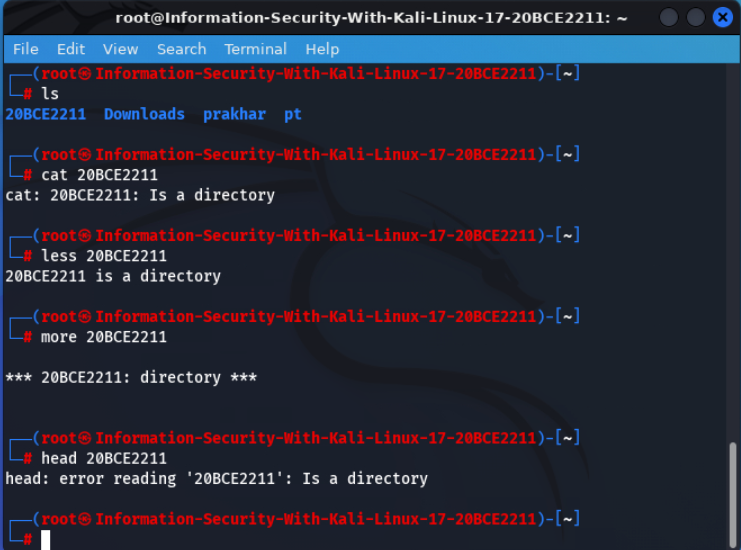 root@Information-Security-With-Kali-Linux-17-20BCE2211: ~
File Edit View Search Terminal Help
┌──(root㉿Information-Security-With-Kali-Linux-17-20BCE2211)-[~]
└─# ls
20BCE2211  Downloads  prakhar  pt
┌──(root㉿Information-Security-With-Kali-Linux-17-20BCE2211)-[~]
└─# cat 20BCE2211
cat: 20BCE2211: Is a directory
┌──(root㉿Information-Security-With-Kali-Linux-17-20BCE2211)-[~]
└─# less 20BCE2211
20BCE2211 is a directory
┌──(root㉿Information-Security-With-Kali-Linux-17-20BCE2211)-[~]
└─# more 20BCE2211
*** 20BCE2211: directory ***
┌──(root㉿Information-Security-With-Kali-Linux-17-20BCE2211)-[~]
└─# head 20BCE2211
head: error reading '20BCE2211': Is a directory
┌──(root㉿Information-Security-With-Kali-Linux-17-20BCE2211)-[~]
└─#